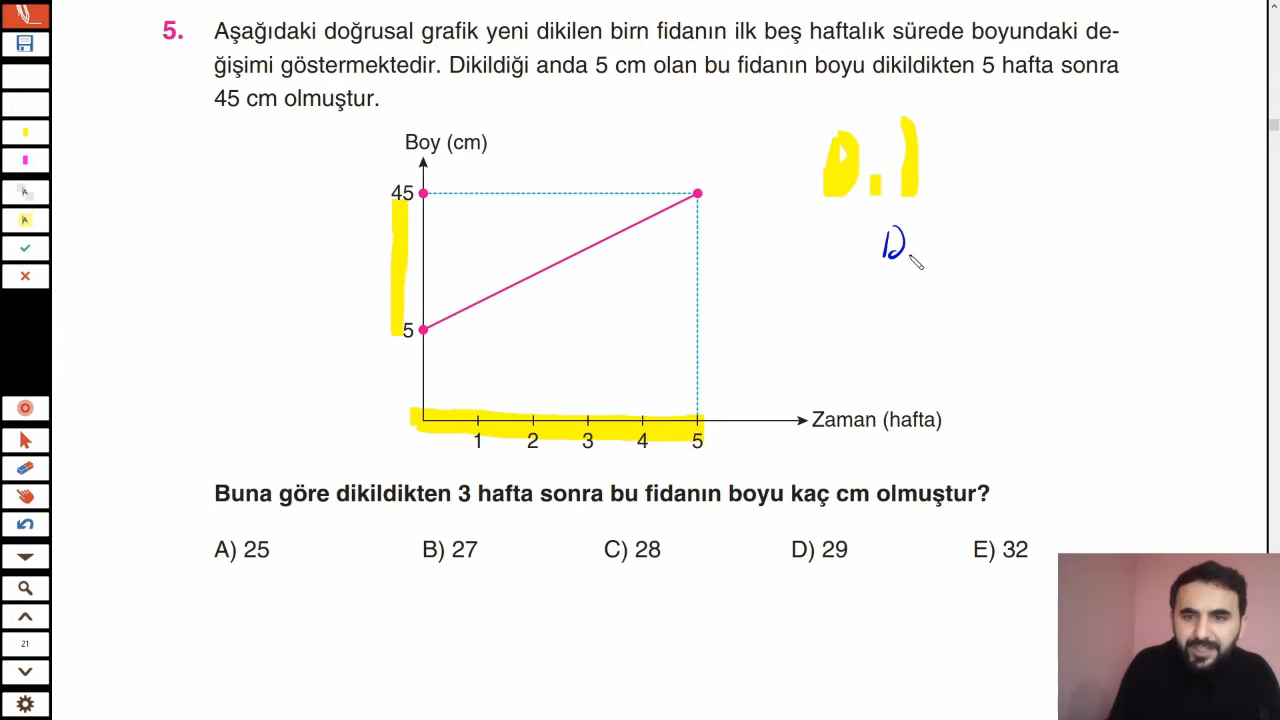 5. Aşağıdaki doğrusal grafik yeni dikilen birn fidanın ilk beş haftalık sürede boyundaki de-
ğişimi göstermektedir. Dikildiği anda 5 cm olan bu fidanın boyu dikildikten 5 hafta sonra
45 cm olmuştur.
Boy (cm)
45
5
D.
1 2 3 4 5
Zaman (hafta)
Buna göre dikildikten 3 hafta sonra bu fidanın boyu kaç cm olmuştur?
A) 25 B) 27 C) 28 D) 29 E) 32
A
A
21